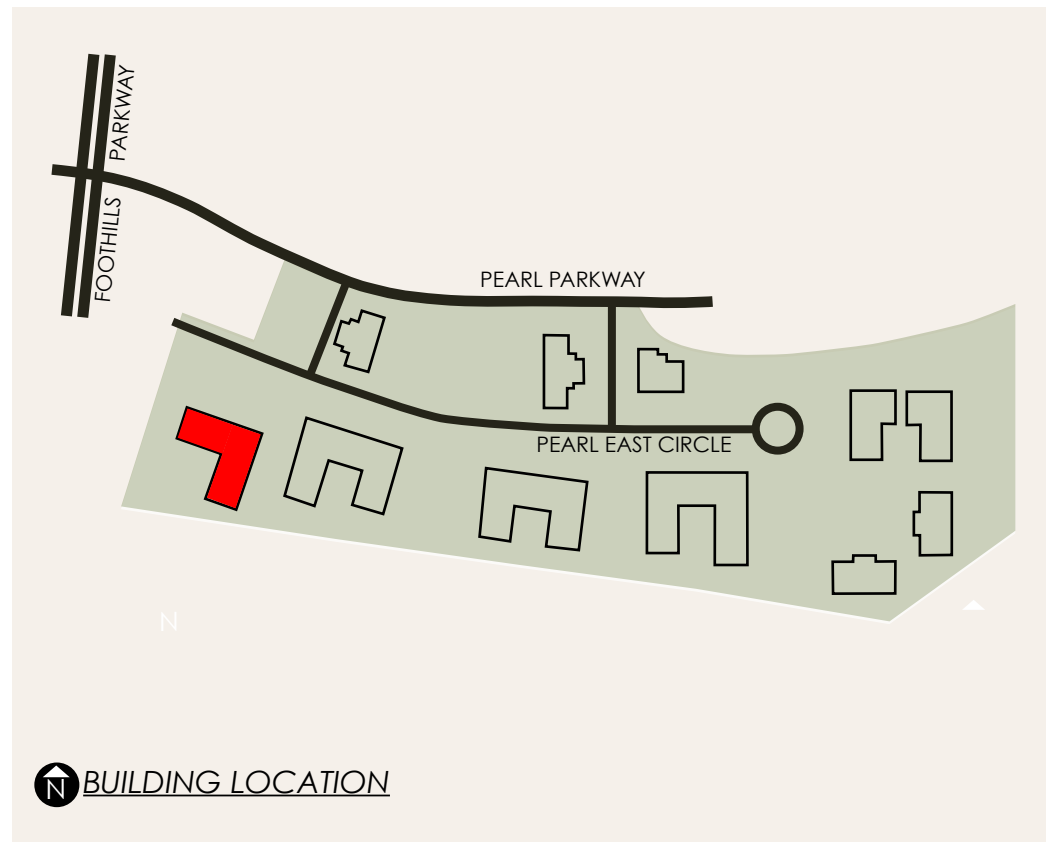 PARKWAY
FOOTHILLS
PEARL PARKWAY
PEARL EAST CIRCLE
N
N
BUILDING LOCATION